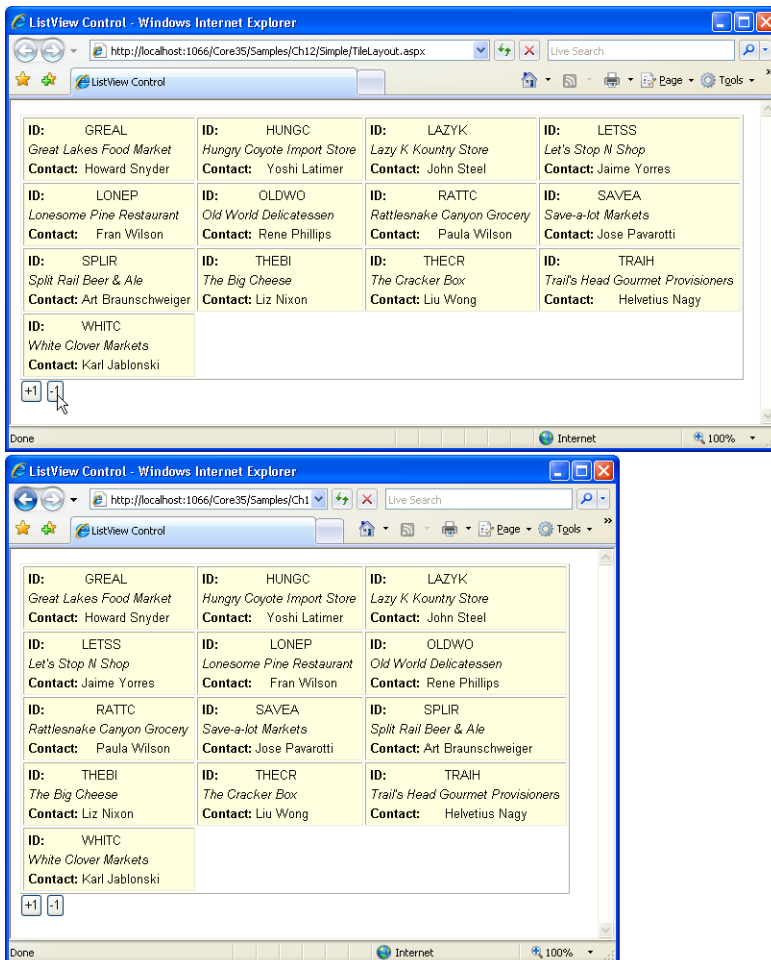 ListView Control - Windows Internet Explorer
http://localhost:1066/Core35/Samples/Ch12/Simple/TileLayout.aspx Live Search
ListView Control Page Tools »
ID: GREAL ID: HUNGC ID: LAZYK ID: LETSS
Great Lakes Food Market Hungry Coyote Import Store Lazy K Kountry Store Let's Stop N Shop
Contact: Howard Snyder Contact: Yoshi Latimer Contact: John Steel Contact: Jaime Yorres
ID: LONEP ID: OLDWO ID: RATTC ID: SAVEA
Lonesome Pine Restaurant Old World Delicatessen Rattlesnake Canyon Grocery Save-a-lot Markets
Contact: Fran Wilson Contact: Rene Phillips Contact: Paula Wilson Contact: Jose Pavarotti
ID: SPLIR ID: THEBI ID: THECR ID: TRAIH
Split Rail Beer & Ale The Big Cheese The Cracker Box Trail's Head Gourmet Provisioners
Contact: Art Braunschweiger Contact: Liz Nixon Contact: Liu Wong Contact: Helvetius Nagy
ID: WHITC
White Clover Markets
Contact: Karl Jablonski
+1 -1
Done Internet 100%
ListView Control - Windows Internet Explorer
http://localhost:1066/Core35/Samples/Ch1 Live Search
ListView Control Page Tools »
ID: GREAL ID: HUNGC ID: LAZYK
Great Lakes Food Market Hungry Coyote Import Store Lazy K Kountry Store
Contact: Howard Snyder Contact: Yoshi Latimer Contact: John Steel
ID: LETSS ID: LONEP ID: OLDWO
Let's Stop N Shop Lonesome Pine Restaurant Old World Delicatessen
Contact: Jaime Yorres Contact: Fran Wilson Contact: Rene Phillips
ID: RATTC ID: SAVEA ID: SPLIR
Rattlesnake Canyon Grocery Save-a-lot Markets Split Rail Beer & Ale
Contact: Paula Wilson Contact: Jose Pavarotti Contact: Art Braunschweiger
ID: THEBI ID: THECR ID: TRAIH
The Big Cheese The Cracker Box Trail's Head Gourmet Provisioners
Contact: Liz Nixon Contact: Liu Wong Contact: Helvetius Nagy
ID: WHITC
White Clover Markets
Contact: Karl Jablonski
+1 -1
Done Internet 100%